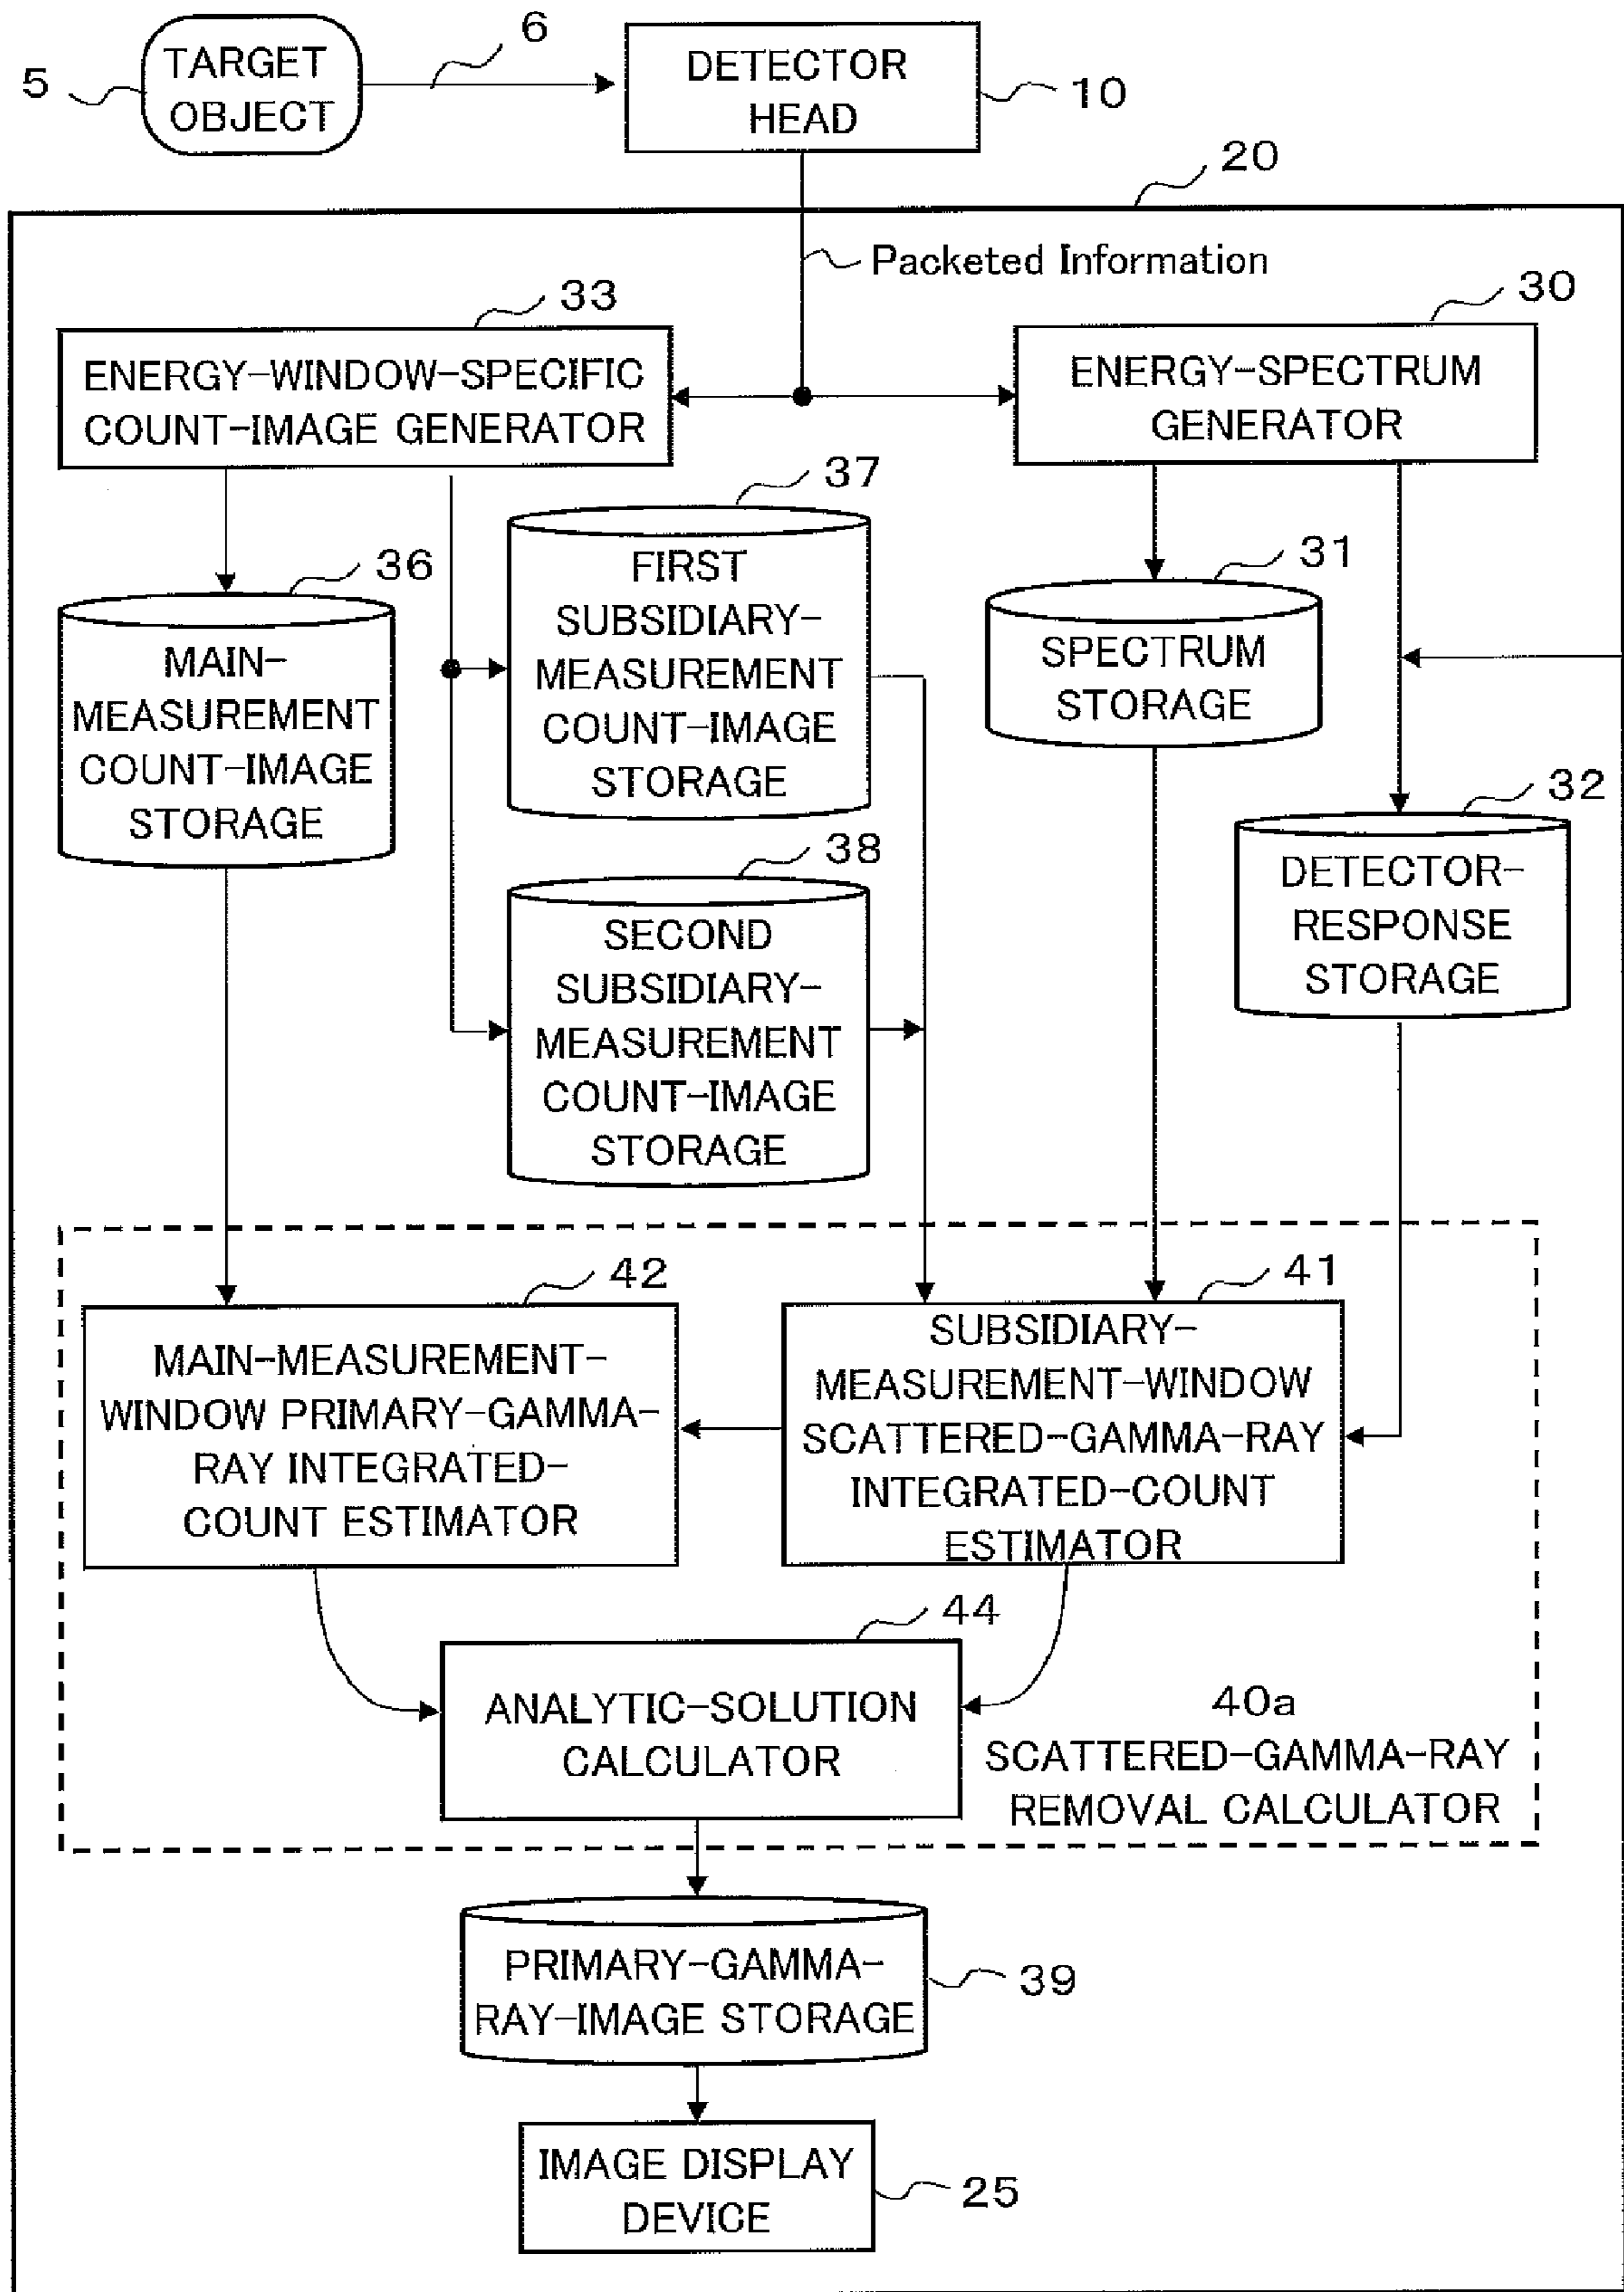 5
TARGET
OBJECT
6
DETECTOR
HEAD
10
20
Packeted Information
33
ENERGY-WINDOW-SPECIFIC
COUNT-IMAGE GENERATOR
30
ENERGY-SPECTRUM
GENERATOR
36
MAIN-
MEASUREMENT
COUNT-IMAGE
STORAGE
37
FIRST
SUBSIDIARY-
MEASUREMENT
COUNT-IMAGE
STORAGE
31
SPECTRUM
STORAGE
38
SECOND
SUBSIDIARY-
MEASUREMENT
COUNT-IMAGE
STORAGE
32
DETECTOR-
RESPONSE
STORAGE
42
MAIN-MEASUREMENT-
WINDOW PRIMARY-GAMMA-
RAY INTEGRATED-
COUNT ESTIMATOR
41
SUBSIDIARY-
MEASUREMENT-WINDOW
SCATTERED-GAMMA-RAY
INTEGRATED-COUNT
ESTIMATOR
44
ANALYTIC-SOLUTION
CALCULATOR
40a
SCATTERED-GAMMA-RAY
REMOVAL CALCULATOR
PRIMARY-GAMMA-
RAY-IMAGE STORAGE
39
IMAGE DISPLAY
DEVICE
25